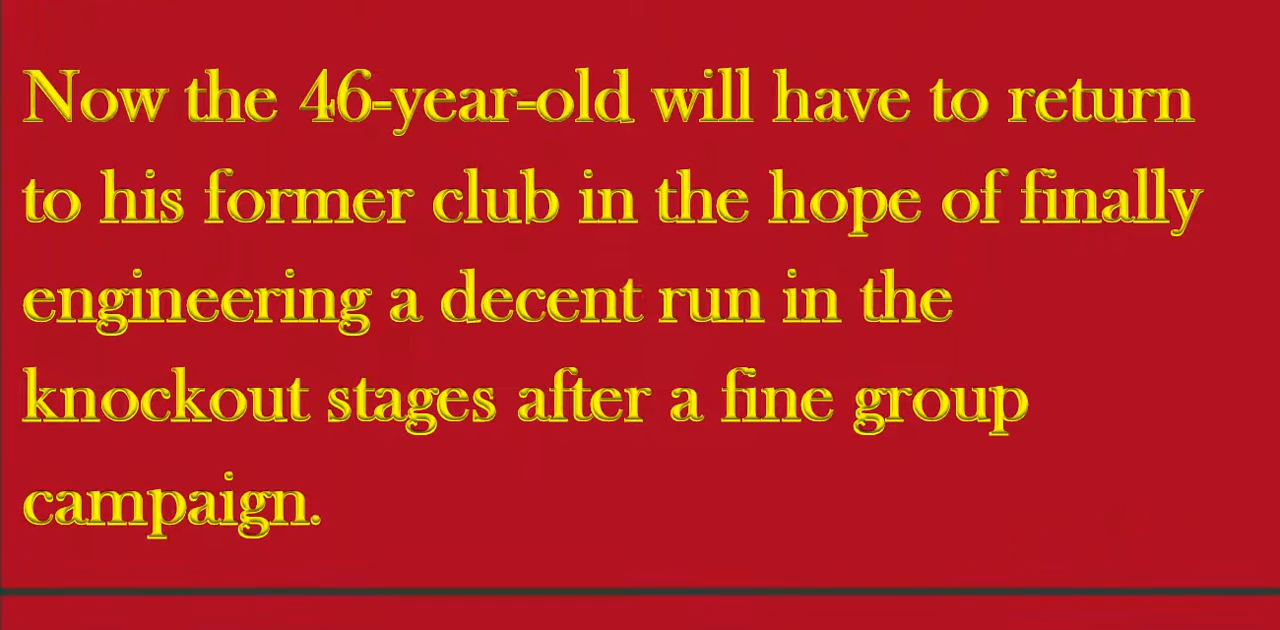 Now the 46-year-old will have to return
to his former club in the hope of finally
engineering a decent run in the
knockout stages after a fine group
campaign.